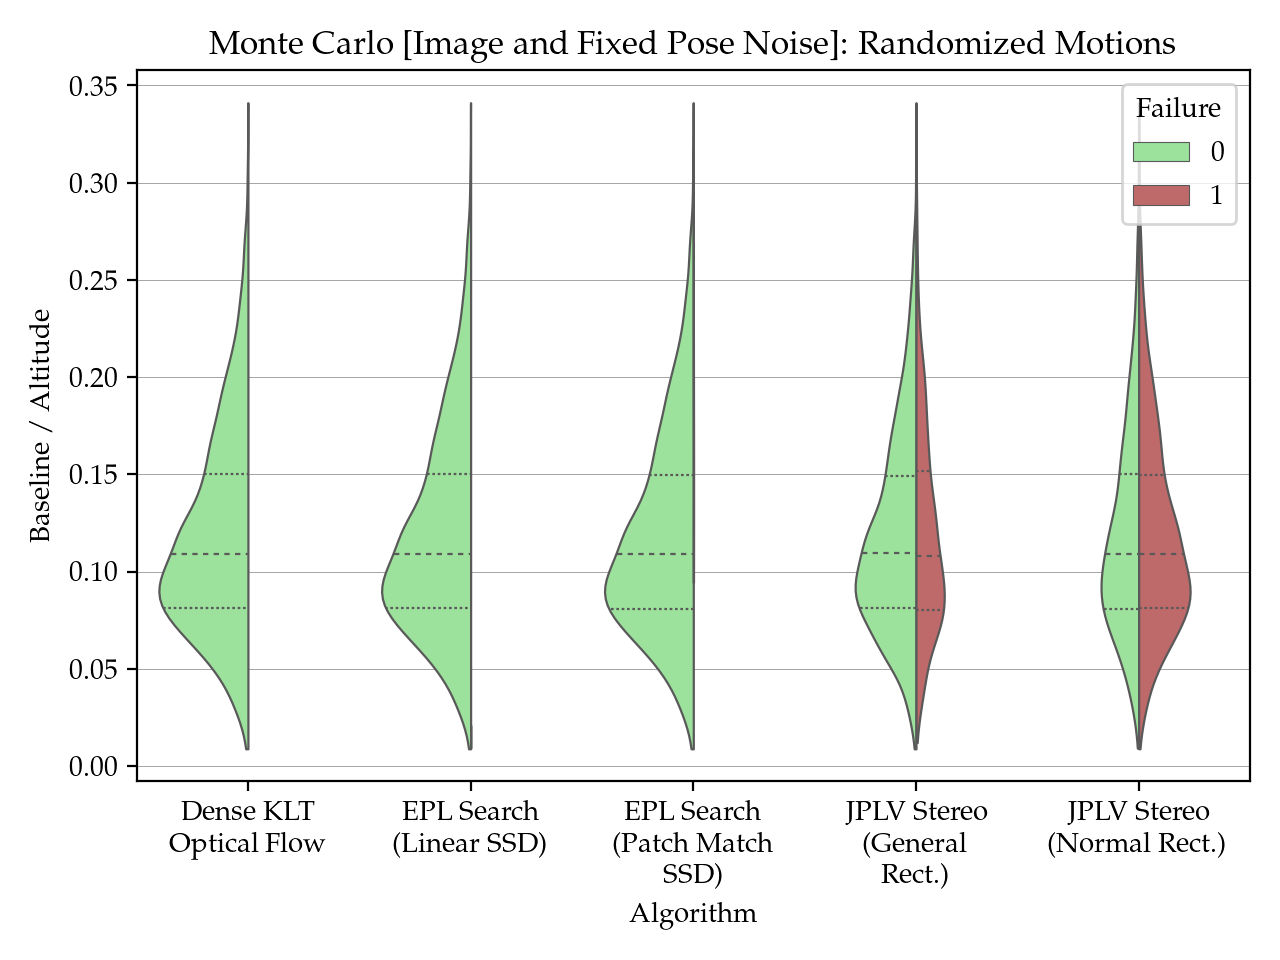 Monte Carlo [Image and Fixed Pose Noise]: Randomized Motions
0.35
0.30
0.25
0.20
0.15
0.10
0.05
0.00
Baseline / Altitude
Failure
0
1
Dense KLT
Optical Flow
EPL Search
(Linear SSD)
EPL Search
(Patch Match
SSD)
JPLV Stereo
(General
Rect.)
JPLV Stereo
(Normal Rect.)
Algorithm